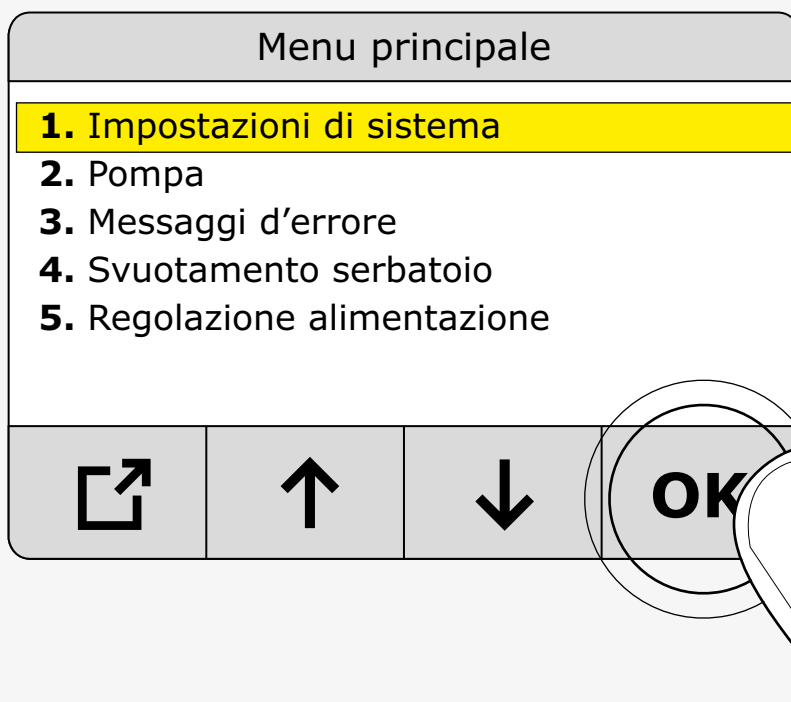 Menu principale
1. Impostazioni di sistema
2. Pompa
3. Messaggi d’errore
4. Svuotamento serbatoio
5. Regolazione alimentazione
OK